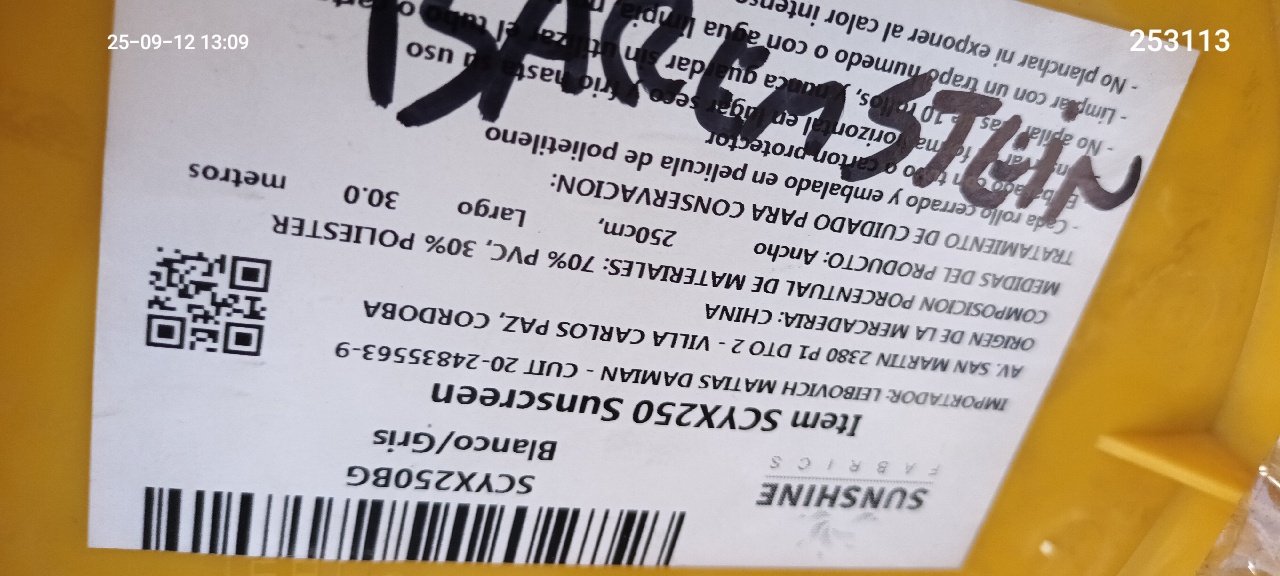 25-09-12 13:09
253113
SUNSHINE
FABRICS
SCYX250BG
Blanco/Gris
Item SCYX250 Sunscreen
IMPORTADOR: LEIBOVICH MATIAS DAMIAN - CUIT 20-24835563-9
AV. SAN MARTIN 2380 P1 DTO 2 - VILLA CARLOS PAZ, CORDOBA
ORIGEN DE LA MERCADERIA: CHINA
COMPOSICION PORCENTUAL DE MATERIALES: 70% PVC, 30% POLIESTER
MEDIDAS DEL PRODUCTO: Ancho 250cm, Largo 30.0 metros
TRATAMIENTO DE CUIDADO PARA CONSERVACION:
- Cada rollo cerrado y embalado en pelicula de polietileno
tubo o carton protector
forma horizontal en lugar seco y frio hasta su uso
- No apilar mas de 10 rollos, y nunca guardar sin utilizar el tubo o
- Limpiar con un trapo humedo o con agua limpia,
- No planchar ni exponer al calor intenso